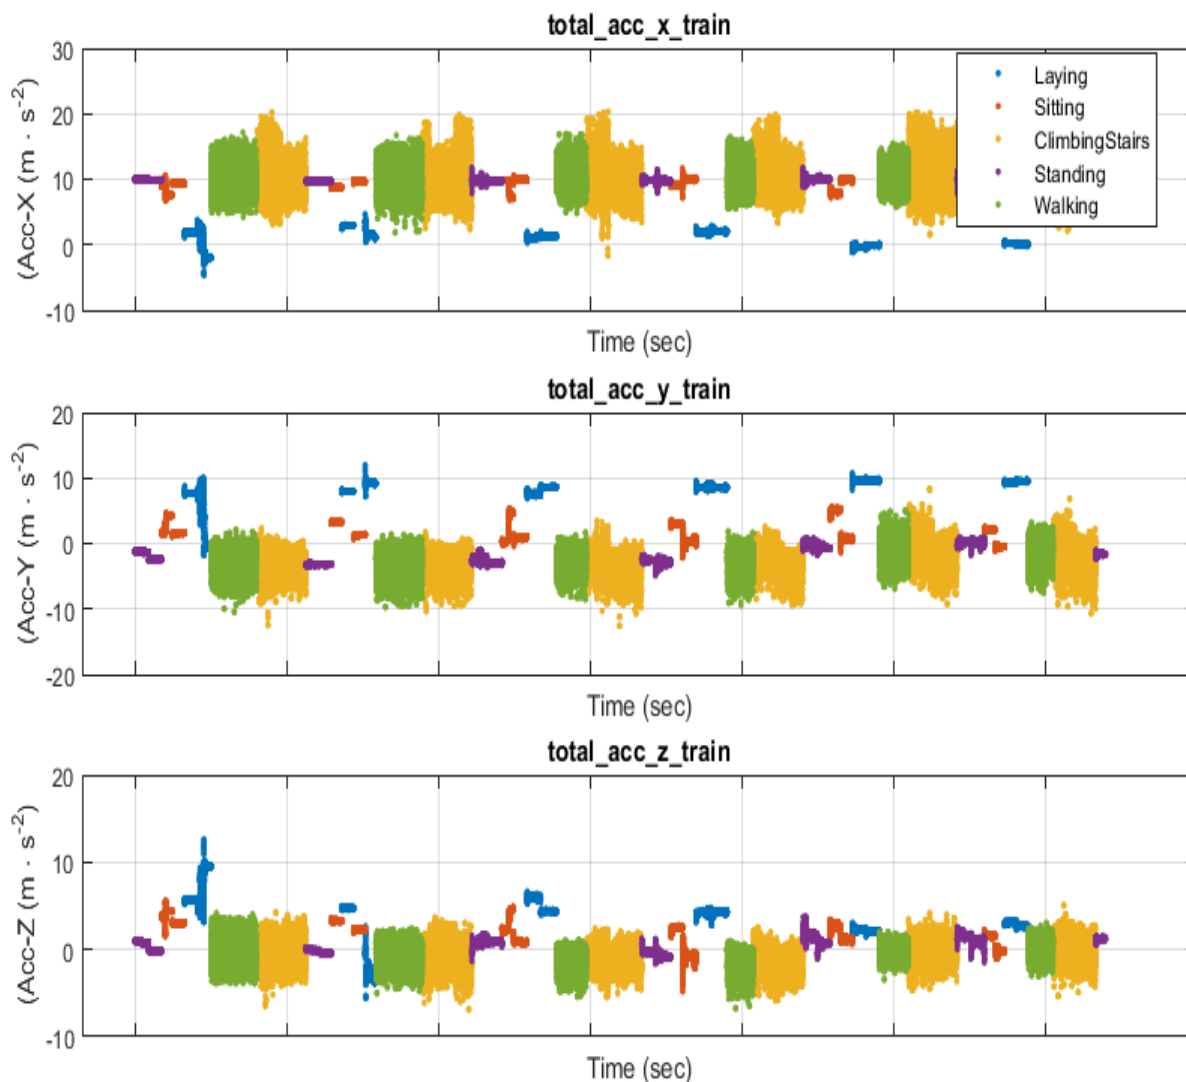 total_acc_x_train
30
20
10
0
-10
(Acc-X (m · s⁻²)
Laying
Sitting
ClimbingStairs
Standing
Walking
Time (sec)
total_acc_y_train
20
10
0
-10
-20
(Acc-Y (m · s⁻²)
Time (sec)
total_acc_z_train
20
10
0
-10
(Acc-Z (m · s⁻²)
Time (sec)